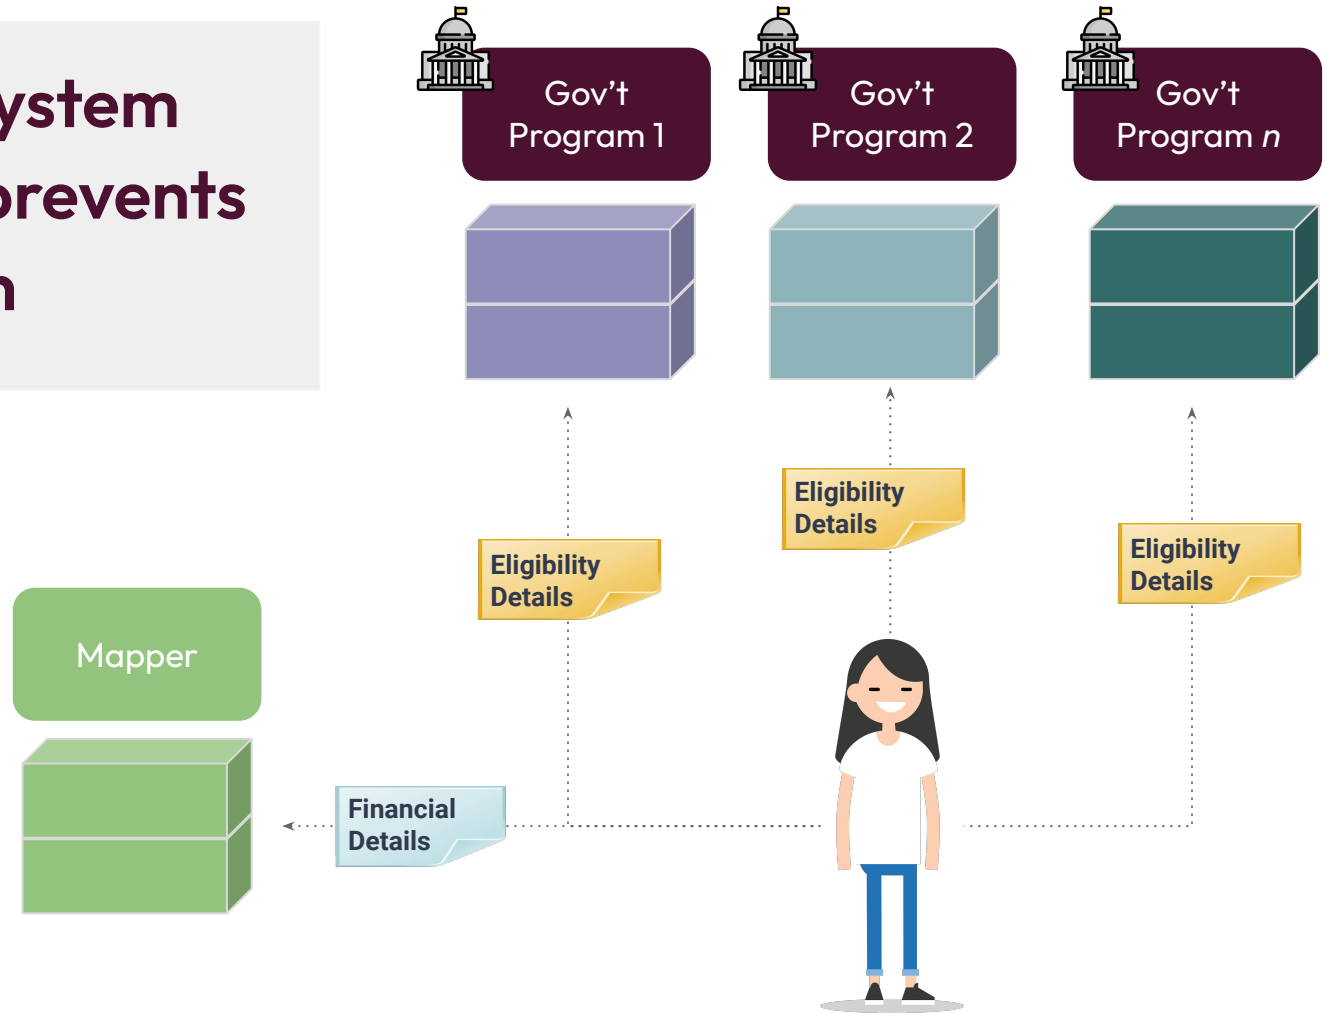 ystem
prevents
n
Gov’t
Program 1
Gov’t
Program 2
Gov’t
Program n
Eligibility
Details
Eligibility
Details
Eligibility
Details
Mapper
Financial
Details